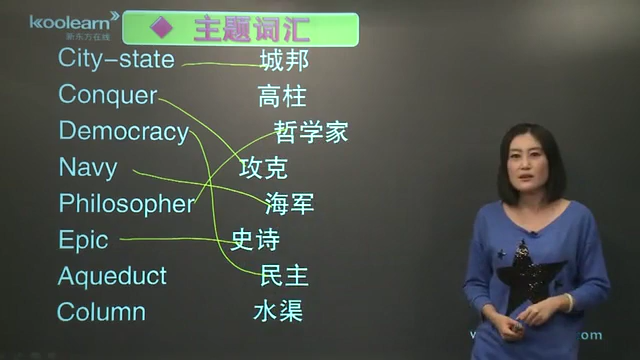 koolearn
新东方在线
主题词汇
City-state 城邦
Conquer 高柱
Democracy 哲学家
Navy 攻克
Philosopher 海军
Epic 史诗
Aqueduct 民主
Column 水渠